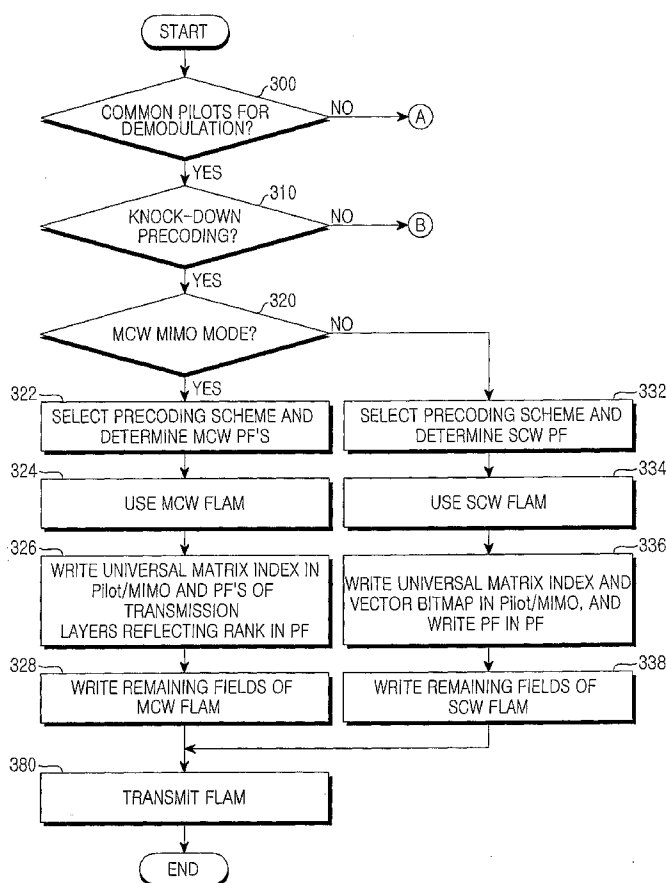 START
300
COMMON PILOTS FOR
DEMODULATION?
NO
A
YES
310
KNOCK-DOWN
PRECODING?
NO
B
YES
320
MCW MIMO MODE?
NO
YES
322
SELECT PRECODING SCHEME AND
DETERMINE MCW PF'S
332
SELECT PRECODING SCHEME AND
DETERMINE SCW PF
324
USE MCW FLAM
334
USE SCW FLAM
326
WRITE UNIVERSAL MATRIX INDEX IN
Pilot/MIMO AND PF'S OF
TRANSMISSION
LAYERS REFLECTING RANK IN PF
336
WRITE UNIVERSAL MATRIX INDEX AND
VECTOR BITMAP IN Pilot/MIMO, AND
WRITE PF IN PF
328
WRITE REMAINING FIELDS OF
MCW FLAM
338
WRITE REMAINING FIELDS OF
SCW FLAM
380
TRANSMIT FLAM
END